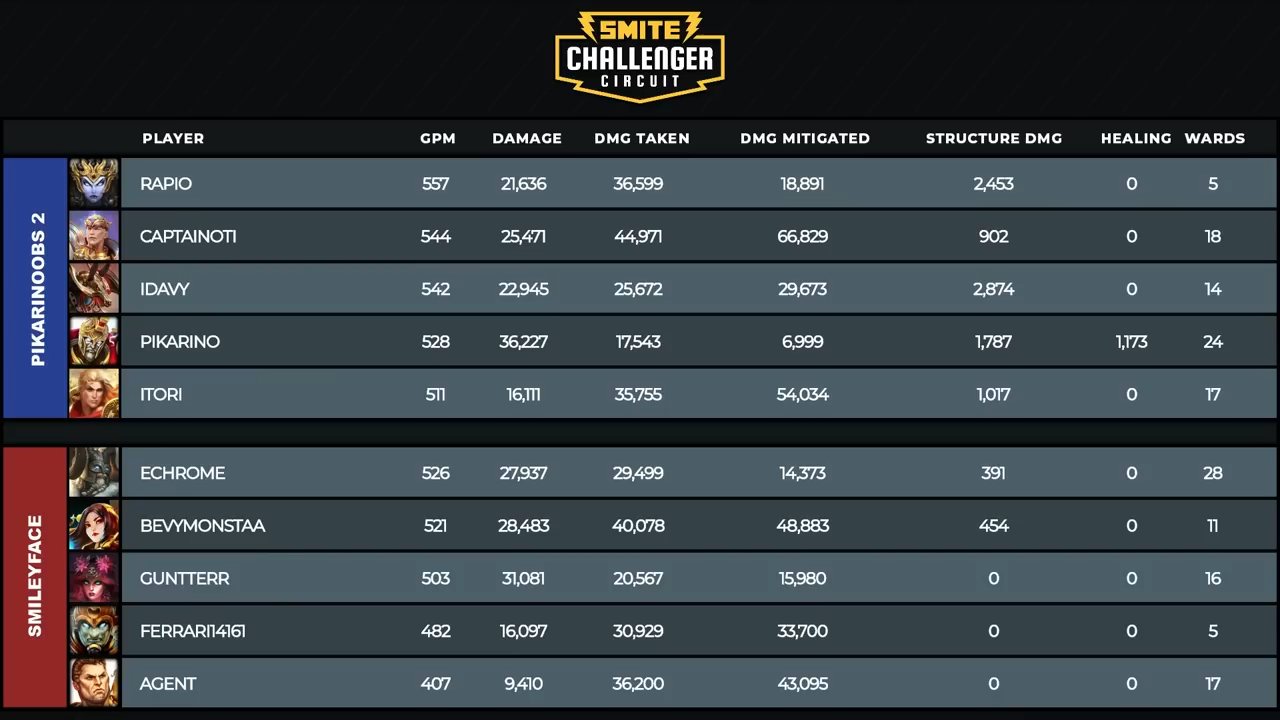 SMITE
CHALLENGER
CIRCUIT
PLAYER GPM DAMAGE DMG TAKEN DMG MITIGATED STRUCTURE DMG HEALING WARDS
PIKARINOOBS 2
RAPIO 557 21,636 36,599 18,891 2,453 0 5
CAPTAINOTI 544 25,471 44,971 66,829 902 0 18
IDAVY 542 22,945 25,672 29,673 2,874 0 14
PIKARINO 528 36,227 17,543 6,999 1,787 1,173 24
ITORI 511 16,111 35,755 54,034 1,017 0 17
SMILEYFACE
ECHROME 526 27,937 29,499 14,373 391 0 28
BEVYMONSTAA 521 28,483 40,078 48,883 454 0 11
GUNTTERR 503 31,081 20,567 15,980 0 0 16
FERRARI14161 482 16,097 30,929 33,700 0 0 5
AGENT 407 9,410 36,200 43,095 0 0 17